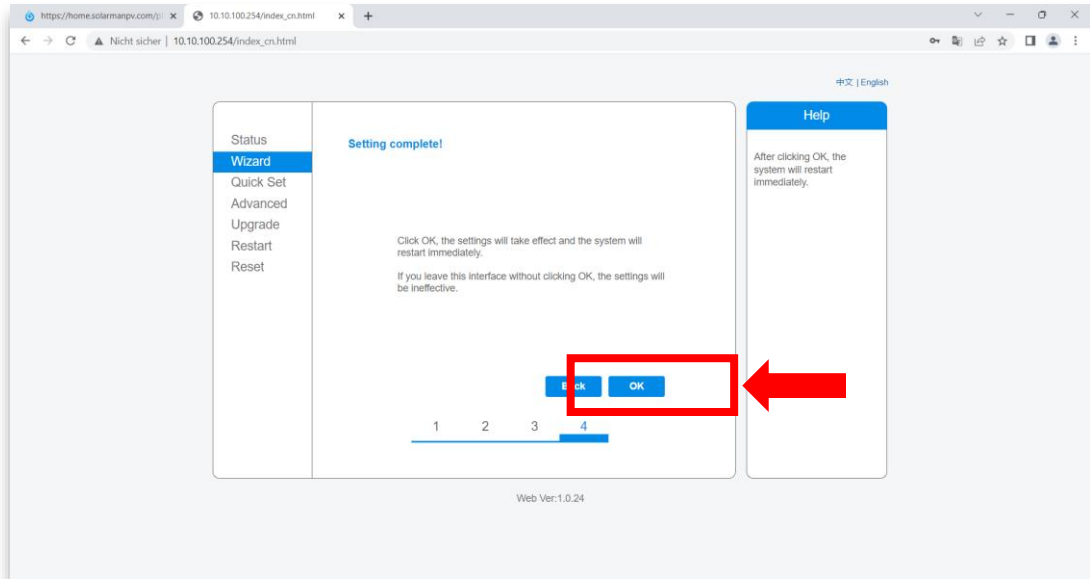 https://home.solarmanpv.com/pl
10.10.100.254/index_cn.html
Nicht sicher | 10.10.100.254/index_cn.html
中文 | English
Status
Wizard
Quick Set
Advanced
Upgrade
Restart
Reset
Setting complete!
Click OK, the settings will take effect and the system will
restart immediately.
If you leave this interface without clicking OK, the settings will
be ineffective.
Back
OK
1 2 3 4
Help
After clicking OK, the
system will restart
immediately.
Web Ver:1.0.24